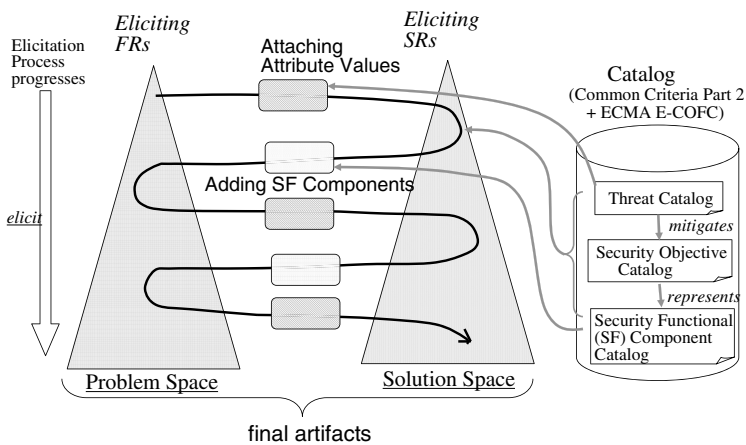 Eliciting
FRs
Eliciting
SRs
Elicitation
Process
progresses
Attaching
Attribute Values
Catalog
(Common Criteria Part 2
+ ECMA E-COFC)
Adding SF Components
elicit
Threat Catalog
mitigates
Security Objective
Catalog
represents
Security Functional
(SF) Component
Catalog
Problem Space
Solution Space
final artifacts